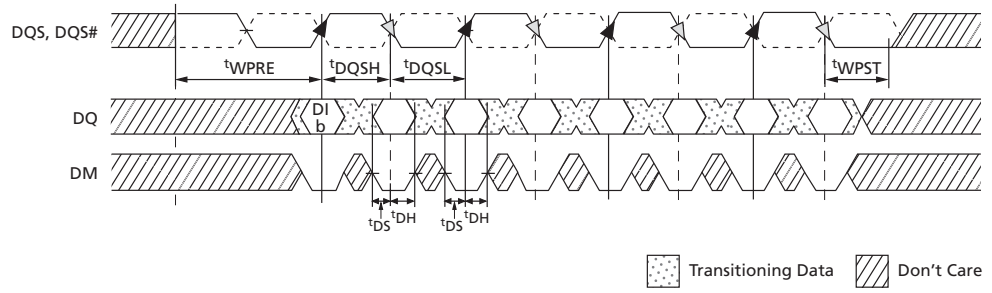 DQS, DQS#
tWPRE
tDQSH
tDQSL
tWPST
DQ
DI
b
DM
tDS
tDH
tDS
tDH
Transitioning Data
Don't Care